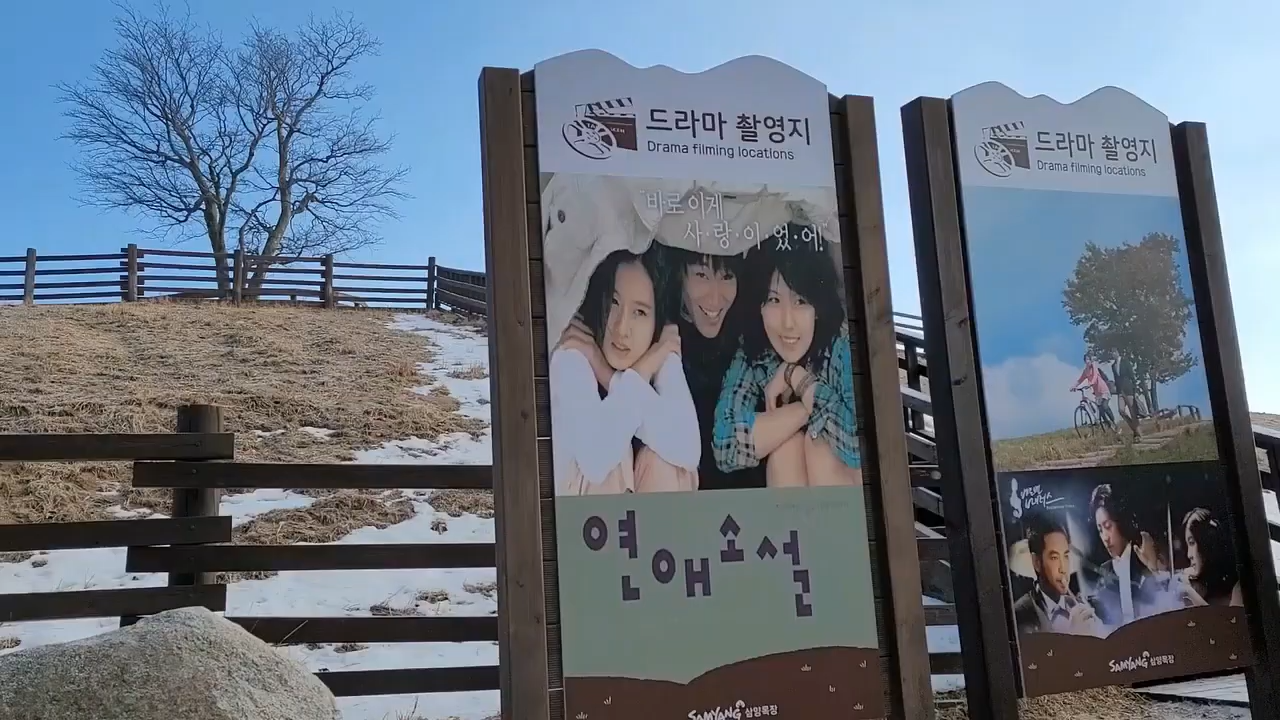 드라마 촬영지
Drama filming locations
"바로 이게
사·랑·이·었·어!"
연애소설
SAMYANG 삼양목장
드라마 촬영지
Drama filming locations
SAMYANG 삼양목장